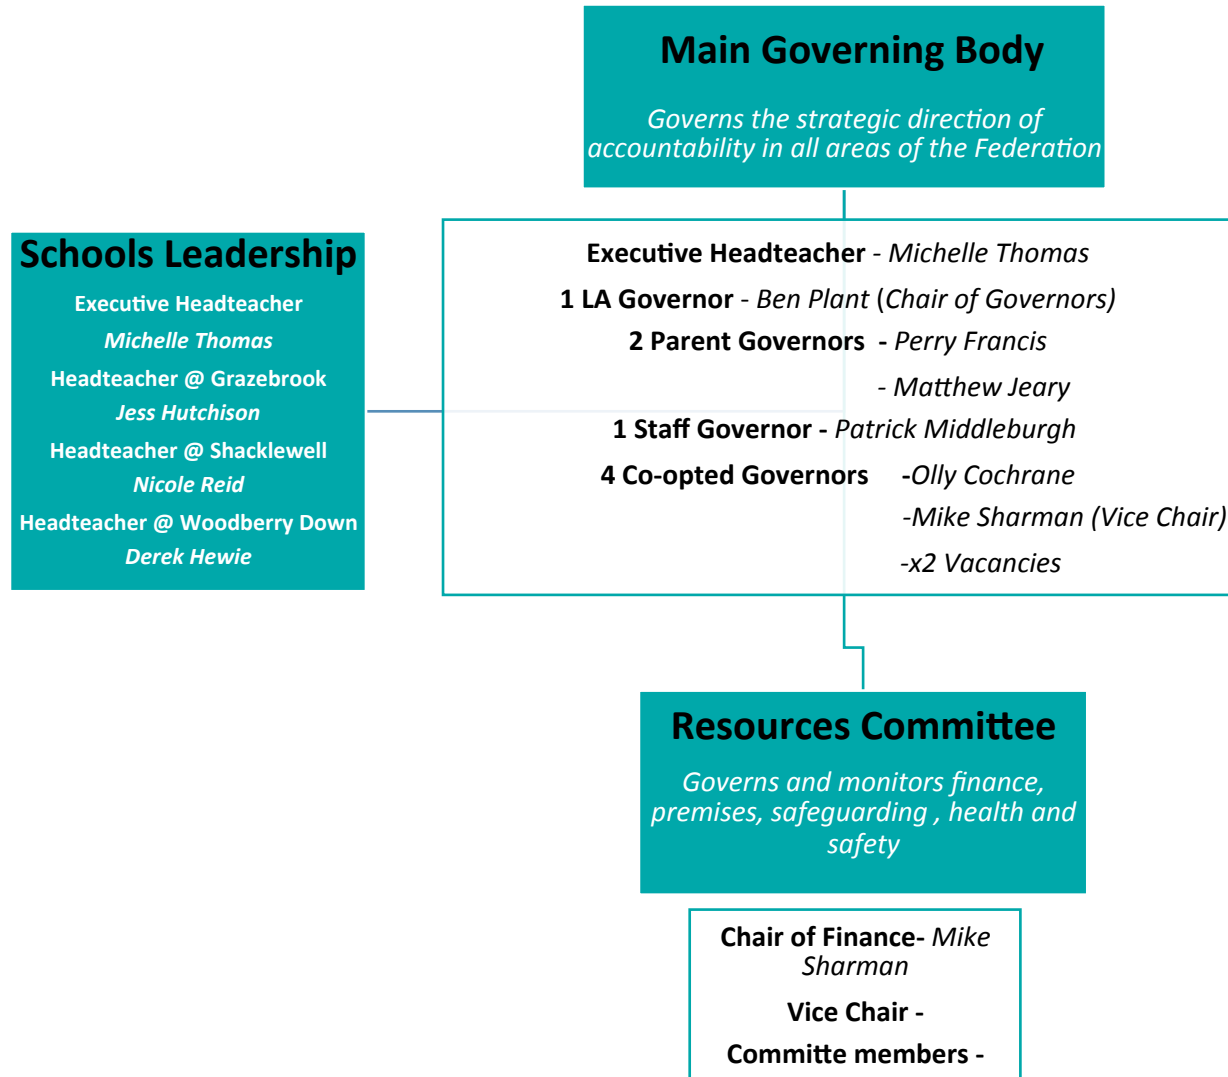 Main Governing Body
Governs the strategic direction of
accountability in all areas of the Federation
Schools Leadership
Executive Headteacher
Michelle Thomas
Headteacher @ Grazebrook
Jess Hutchison
Headteacher @ Shacklewell
Nicole Reid
Headteacher @ Woodberry Down
Derek Hewie
Executive Headteacher - Michelle Thomas
1 LA Governor - Ben Plant (Chair of Governors)
2 Parent Governors - Perry Francis
- Matthew Jeary
1 Staff Governor - Patrick Middleburgh
4 Co-opted Governors -Olly Cochrane
-Mike Sharman (Vice Chair)
-x2 Vacancies
Resources Committee
Governs and monitors finance,
premises, safeguarding , health and
safety
Chair of Finance- Mike
Sharman
Vice Chair -
Committe members -